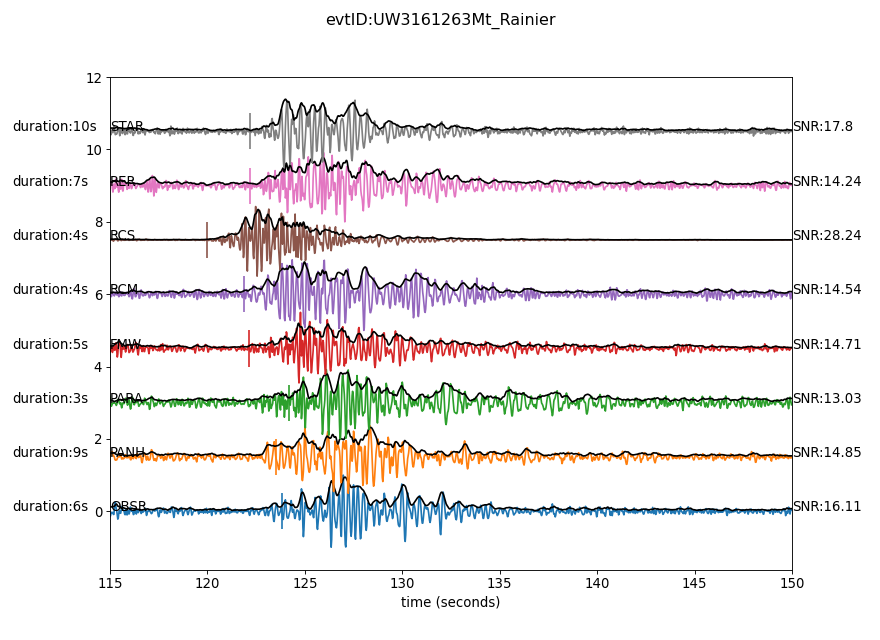 evtID:UW3161263Mt_Rainier
12
duration:10s STAR SNR:17.8
10
duration:7s RER SNR:14.24
8
duration:4s RCS SNR:28.24
duration:4s RCM SNR:14.54
6
duration:5s FMW SNR:14.71
4
duration:3s PARA SNR:13.03
2
duration:9s PANH SNR:14.85
duration:6s OBSR SNR:16.11
0
115 120 125 130 135 140 145 150
time (seconds)